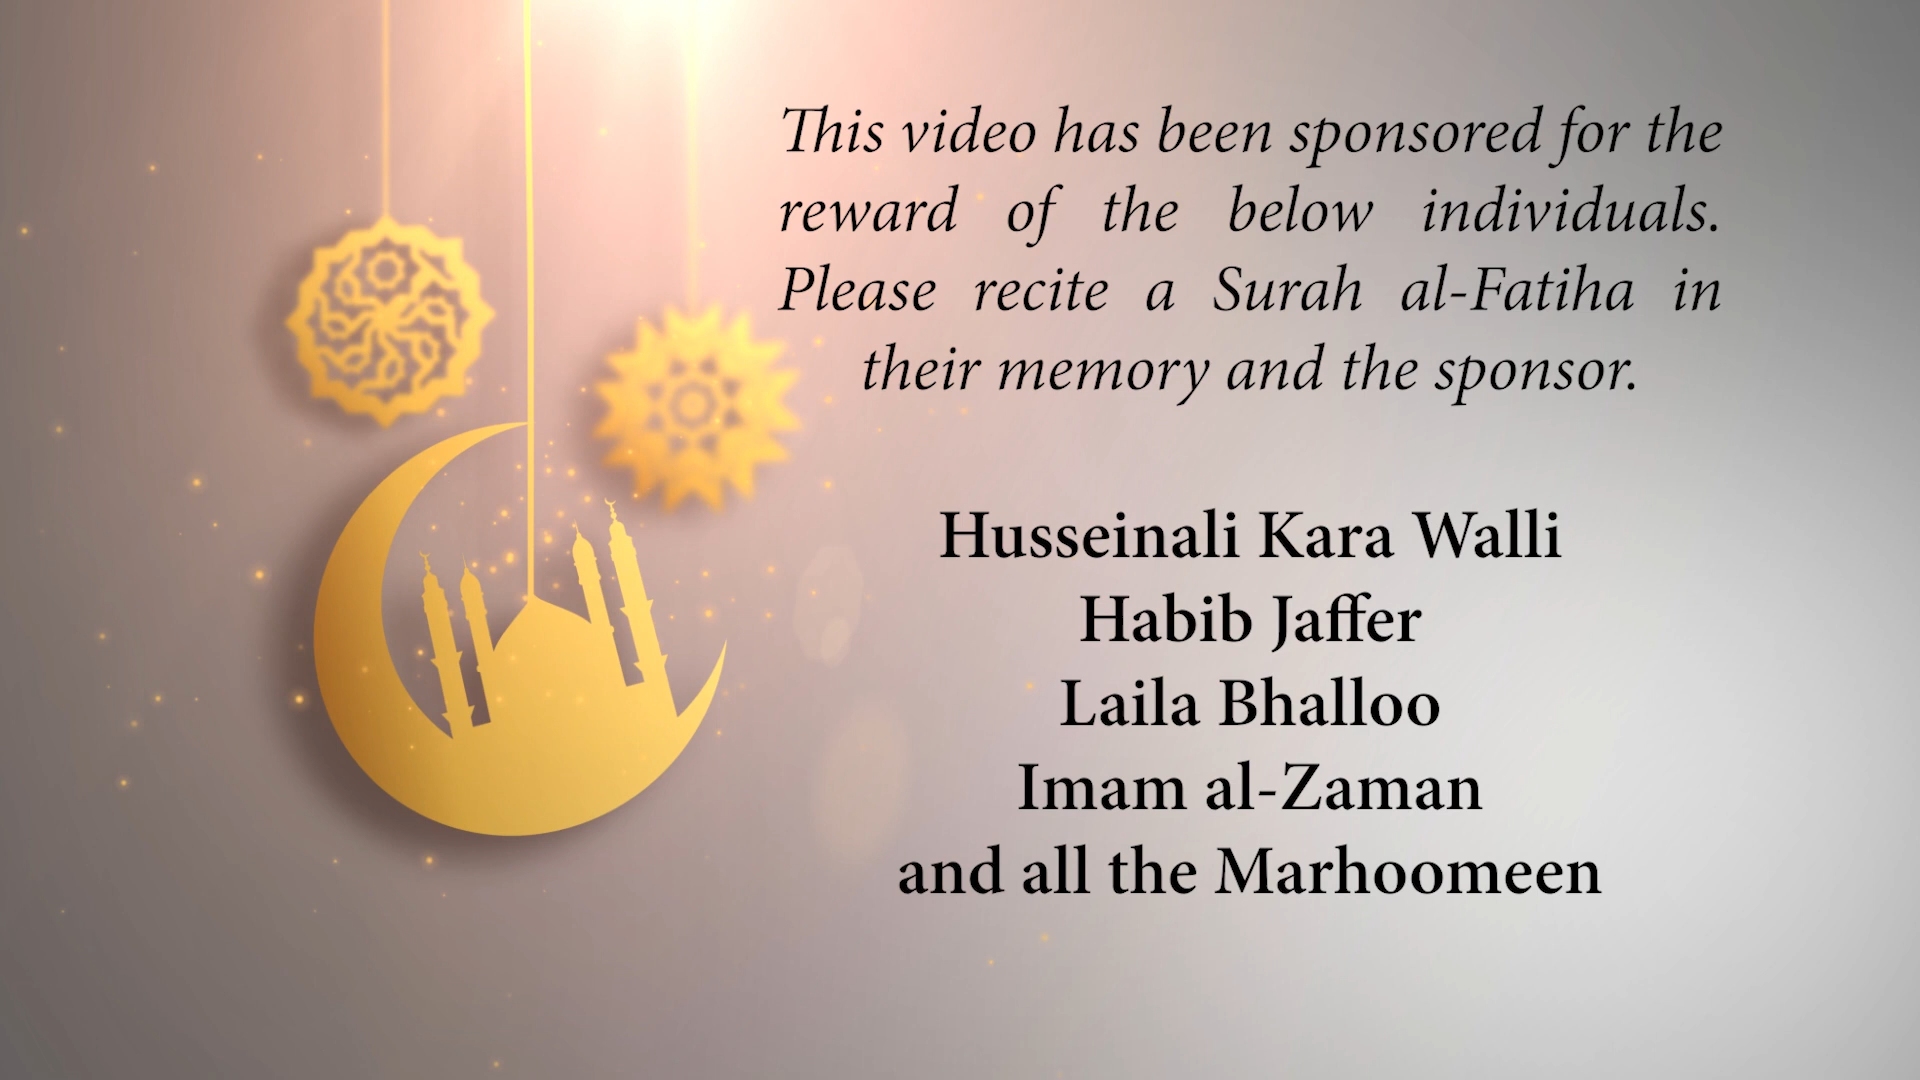 This video has been sponsored for the
reward of the below individuals.
Please recite a Surah al-Fatiha in
their memory and the sponsor.
Husseinali Kara Walli
Habib Jaffer
Laila Bhalloo
Imam al-Zaman
and all the Marhoomeen